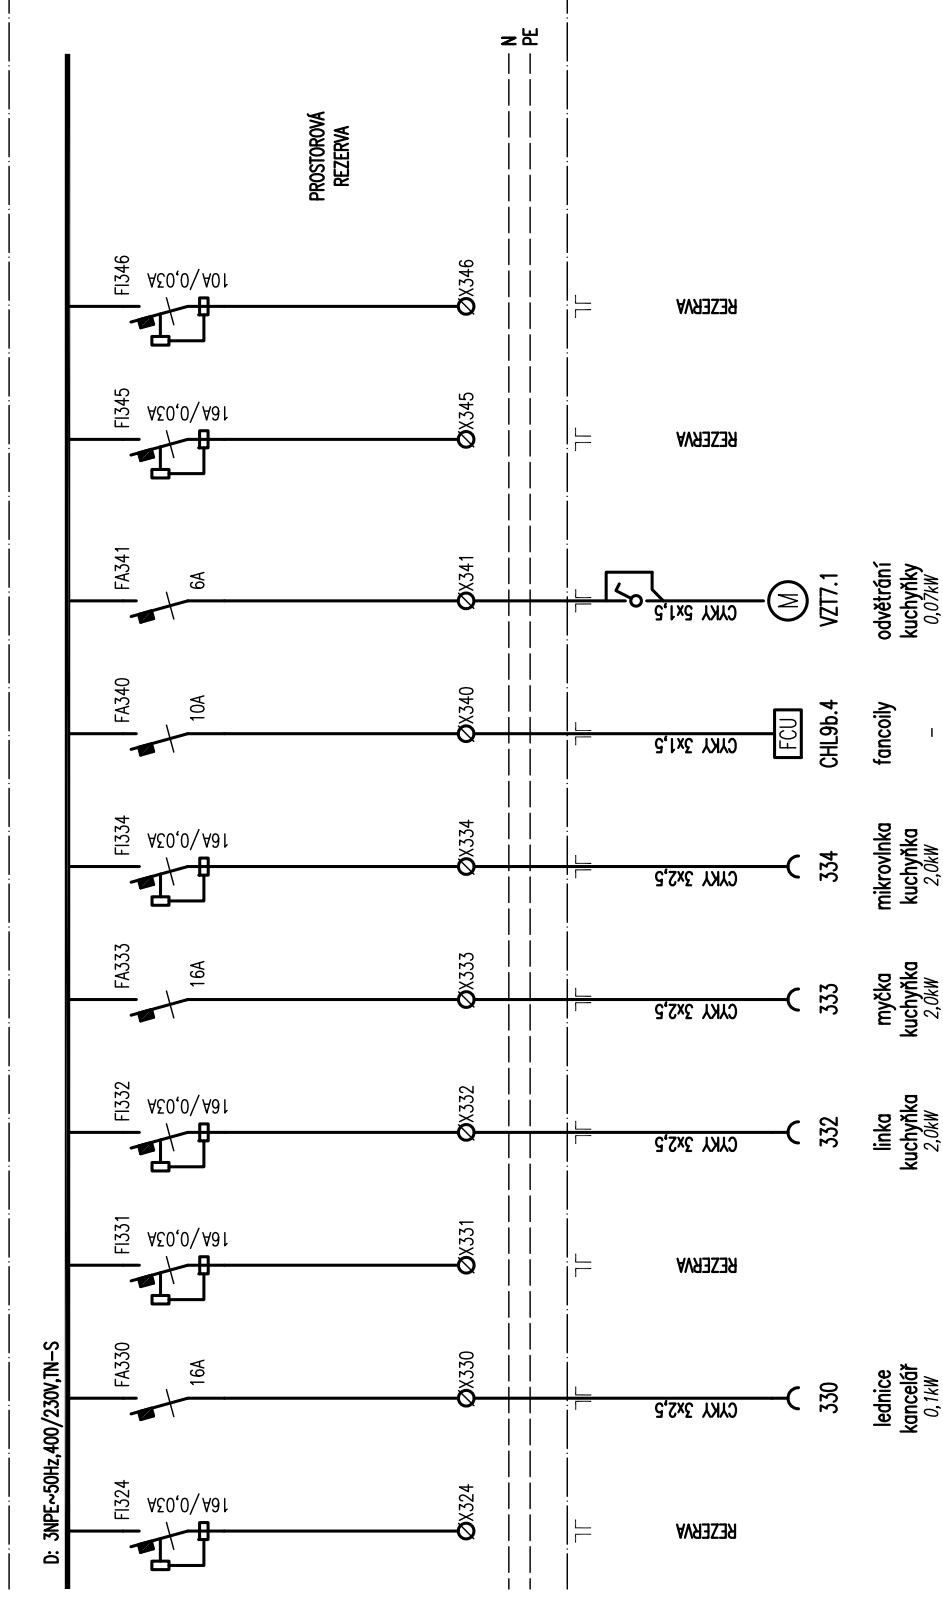 D: 3NPE~50Hz,400/230V,TN-S
N
PE
FI324
16A/0,03A
X324
REZERVA
FA330
16A
X330
CYKY 3x2,5
330
lednice
kancelář
0,1kW
FI331
16A/0,03A
X331
REZERVA
FI332
16A/0,03A
X332
CYKY 3x2,5
332
linka
kuchyňka
2,0kW
FA333
16A
X333
CYKY 3x2,5
333
myčka
kuchyňka
2,0kW
FI334
16A/0,03A
X334
CYKY 3x2,5
334
mikrovlnka
kuchyňka
2,0kW
FA340
10A
X340
CYKY 3x1,5
FCU
CHL9b.4
fancoily
-
FA341
6A
X341
CYKY 5x1,5
M
VZT7.1
odvětrání
kuchyňky
0,07kW
FI345
16A/0,03A
X345
REZERVA
FI346
10A/0,03A
X346
REZERVA
PROSTOROVÁ
REZERVA